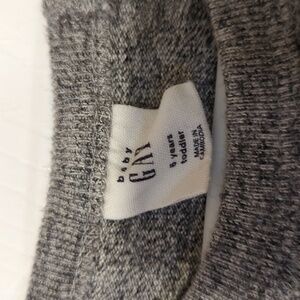 baby
GAP
5 years
toddler
MADE IN
CAMBODIA